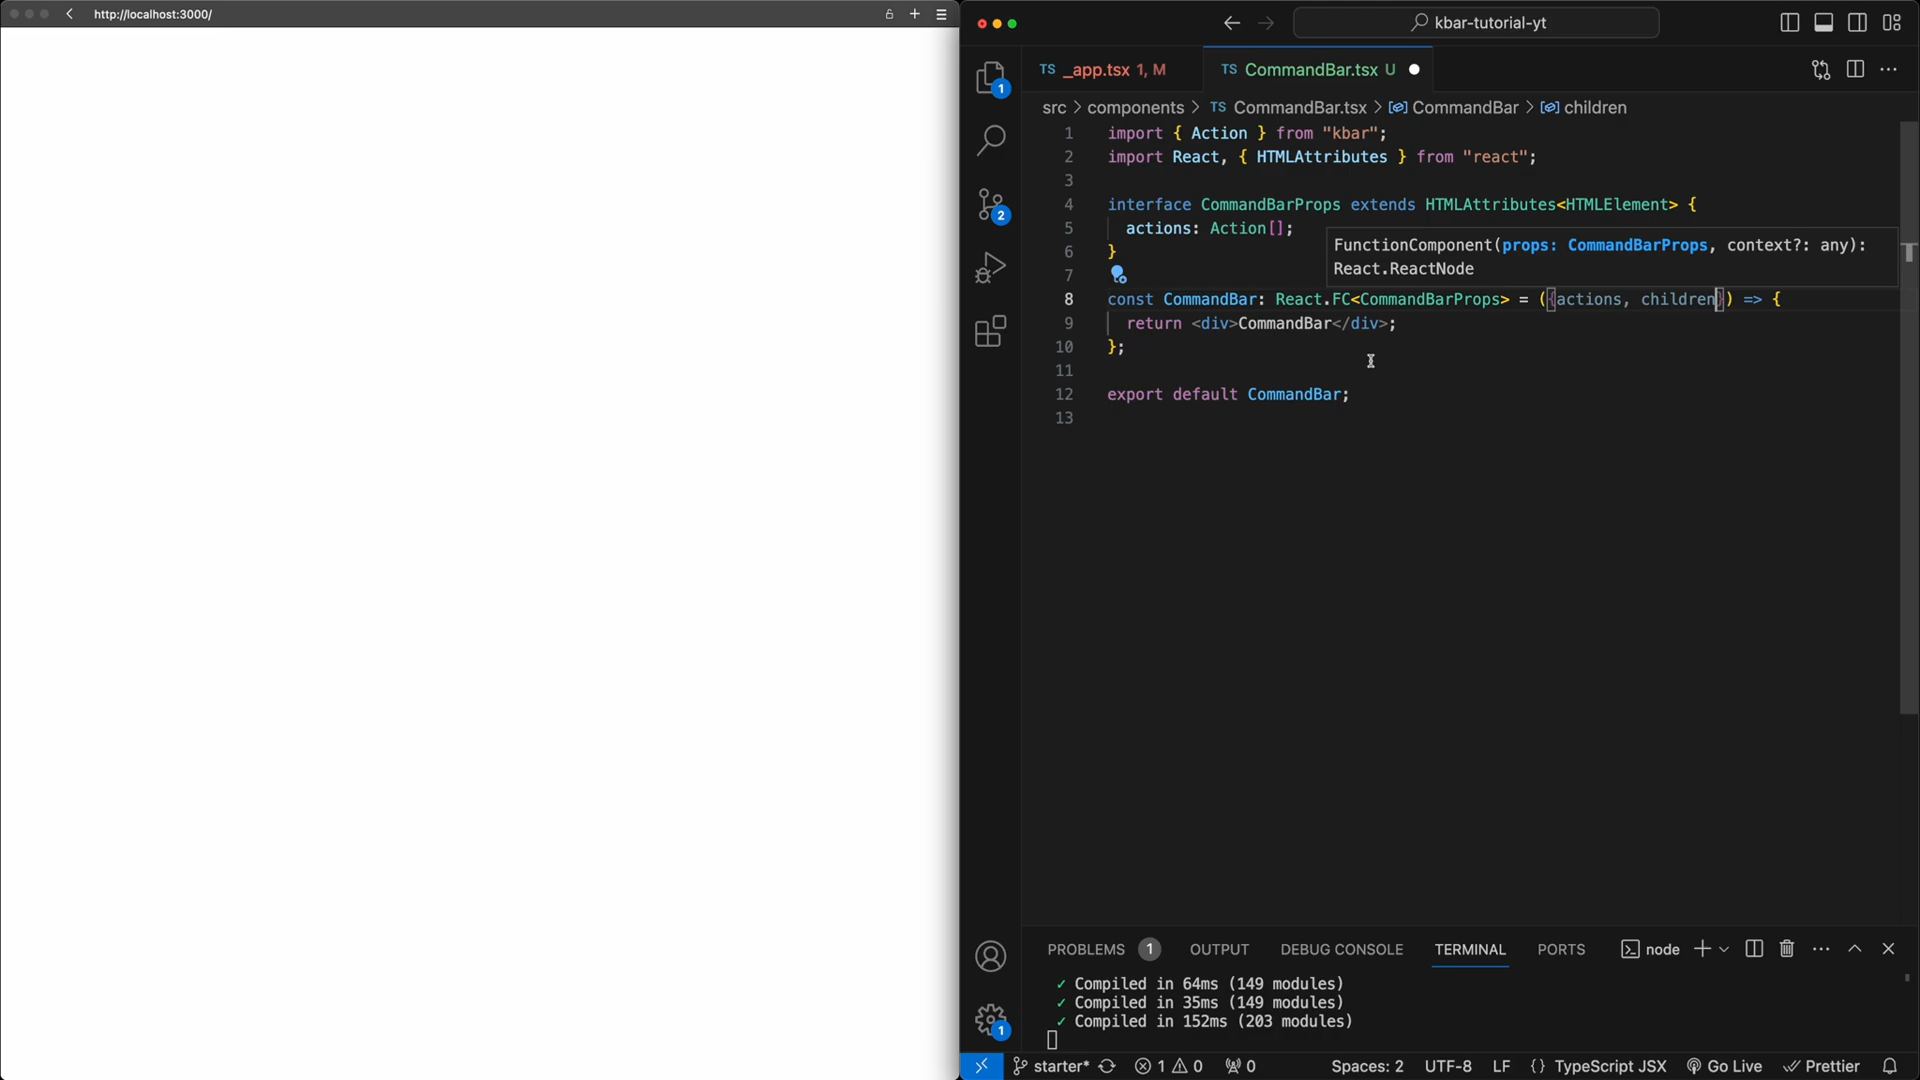 http://localhost:3000/
kbar-tutorial-yt
TS _app.tsx 1, M
TS CommandBar.tsx U
src > components > TS CommandBar.tsx > CommandBar > children
1 import { Action } from "kbar";
2 import React, { HTMLAttributes } from "react";
3
4 interface CommandBarProps extends HTMLAttributes<HTMLElement> {
5 actions: Action[];
FunctionComponent(props: CommandBarProps, context?: any):
6 }
React.ReactNode
7
8 const CommandBar: React.FC<CommandBarProps> = ({actions, children}) => {
9 return <div>CommandBar</div>;
10 };
11
12 export default CommandBar;
13
1
2
1
PROBLEMS 1 OUTPUT DEBUG CONSOLE TERMINAL PORTS node
✓ Compiled in 64ms (149 modules)
✓ Compiled in 35ms (149 modules)
✓ Compiled in 152ms (203 modules)
starter* 1 0 0 Spaces: 2 UTF-8 LF {} TypeScript JSX Go Live Prettier